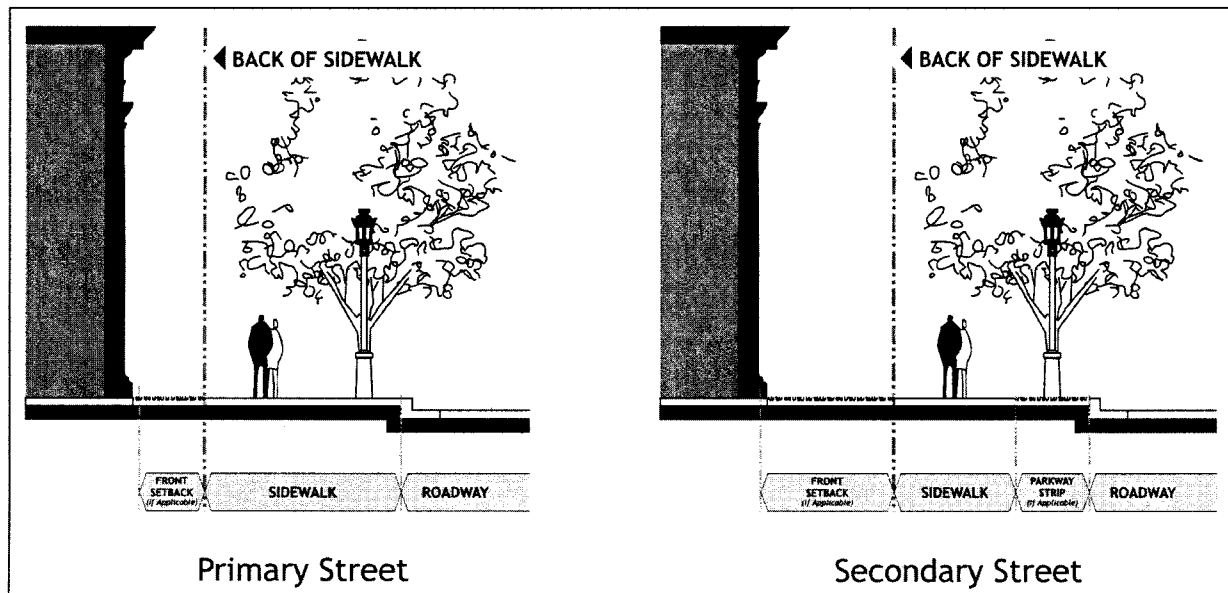 BACK OF SIDEWALK
FRONT
SETBACK
(If Applicable)
SIDEWALK
ROADWAY
Primary Street
BACK OF SIDEWALK
FRONT
SETBACK
(If Applicable)
SIDEWALK
PARKWAY
STRIP
(If Applicable)
ROADWAY
Secondary Street